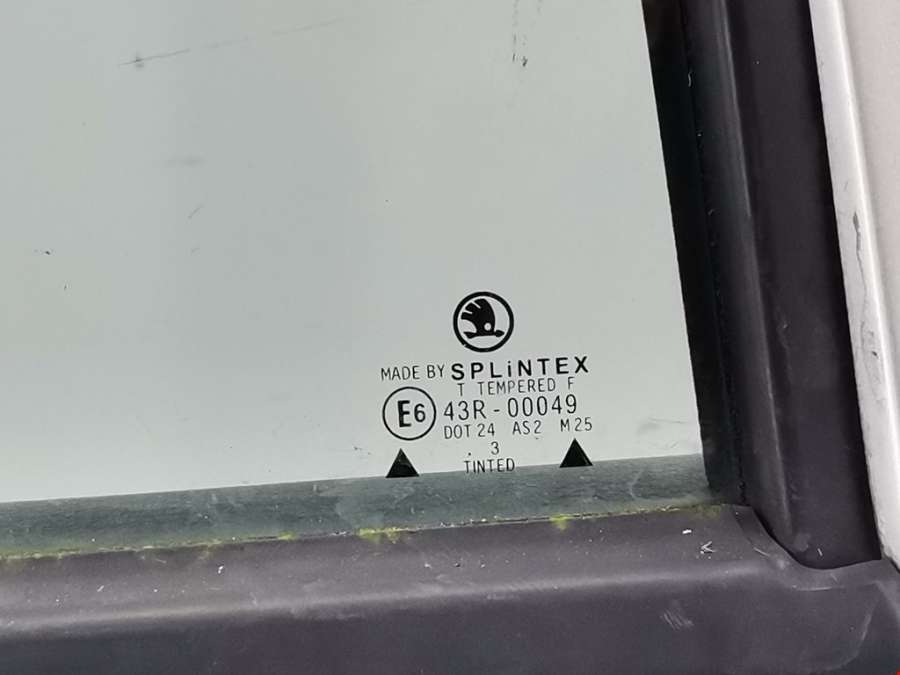 MADE BY SPLiNTEX
T TEMPERED F
E6 43R-00049
DOT 24 AS2 M25
. 3
TINTED